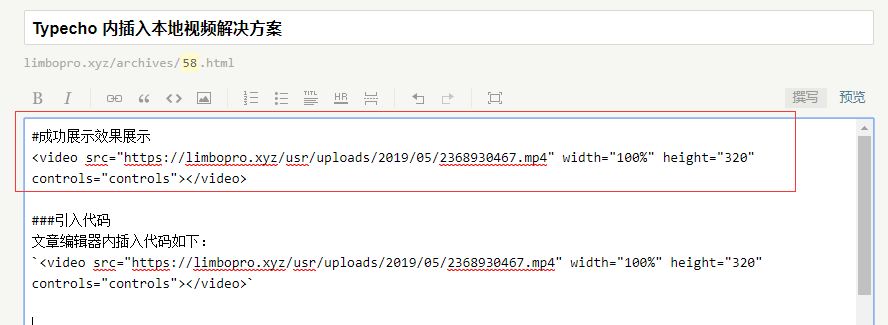 Typecho 内插入本地视频解决方案
limbopro.xyz/archives/58.html
B I TITL HR 撰写 预览
#成功展示效果展示
<video src="https://limbopro.xyz/usr/uploads/2019/05/2368930467.mp4" width="100%" height="320"
controls="controls"></video>
###引入代码
文章编辑器内插入代码如下：
`<video src="https://limbopro.xyz/usr/uploads/2019/05/2368930467.mp4" width="100%" height="320"
controls="controls"></video>`